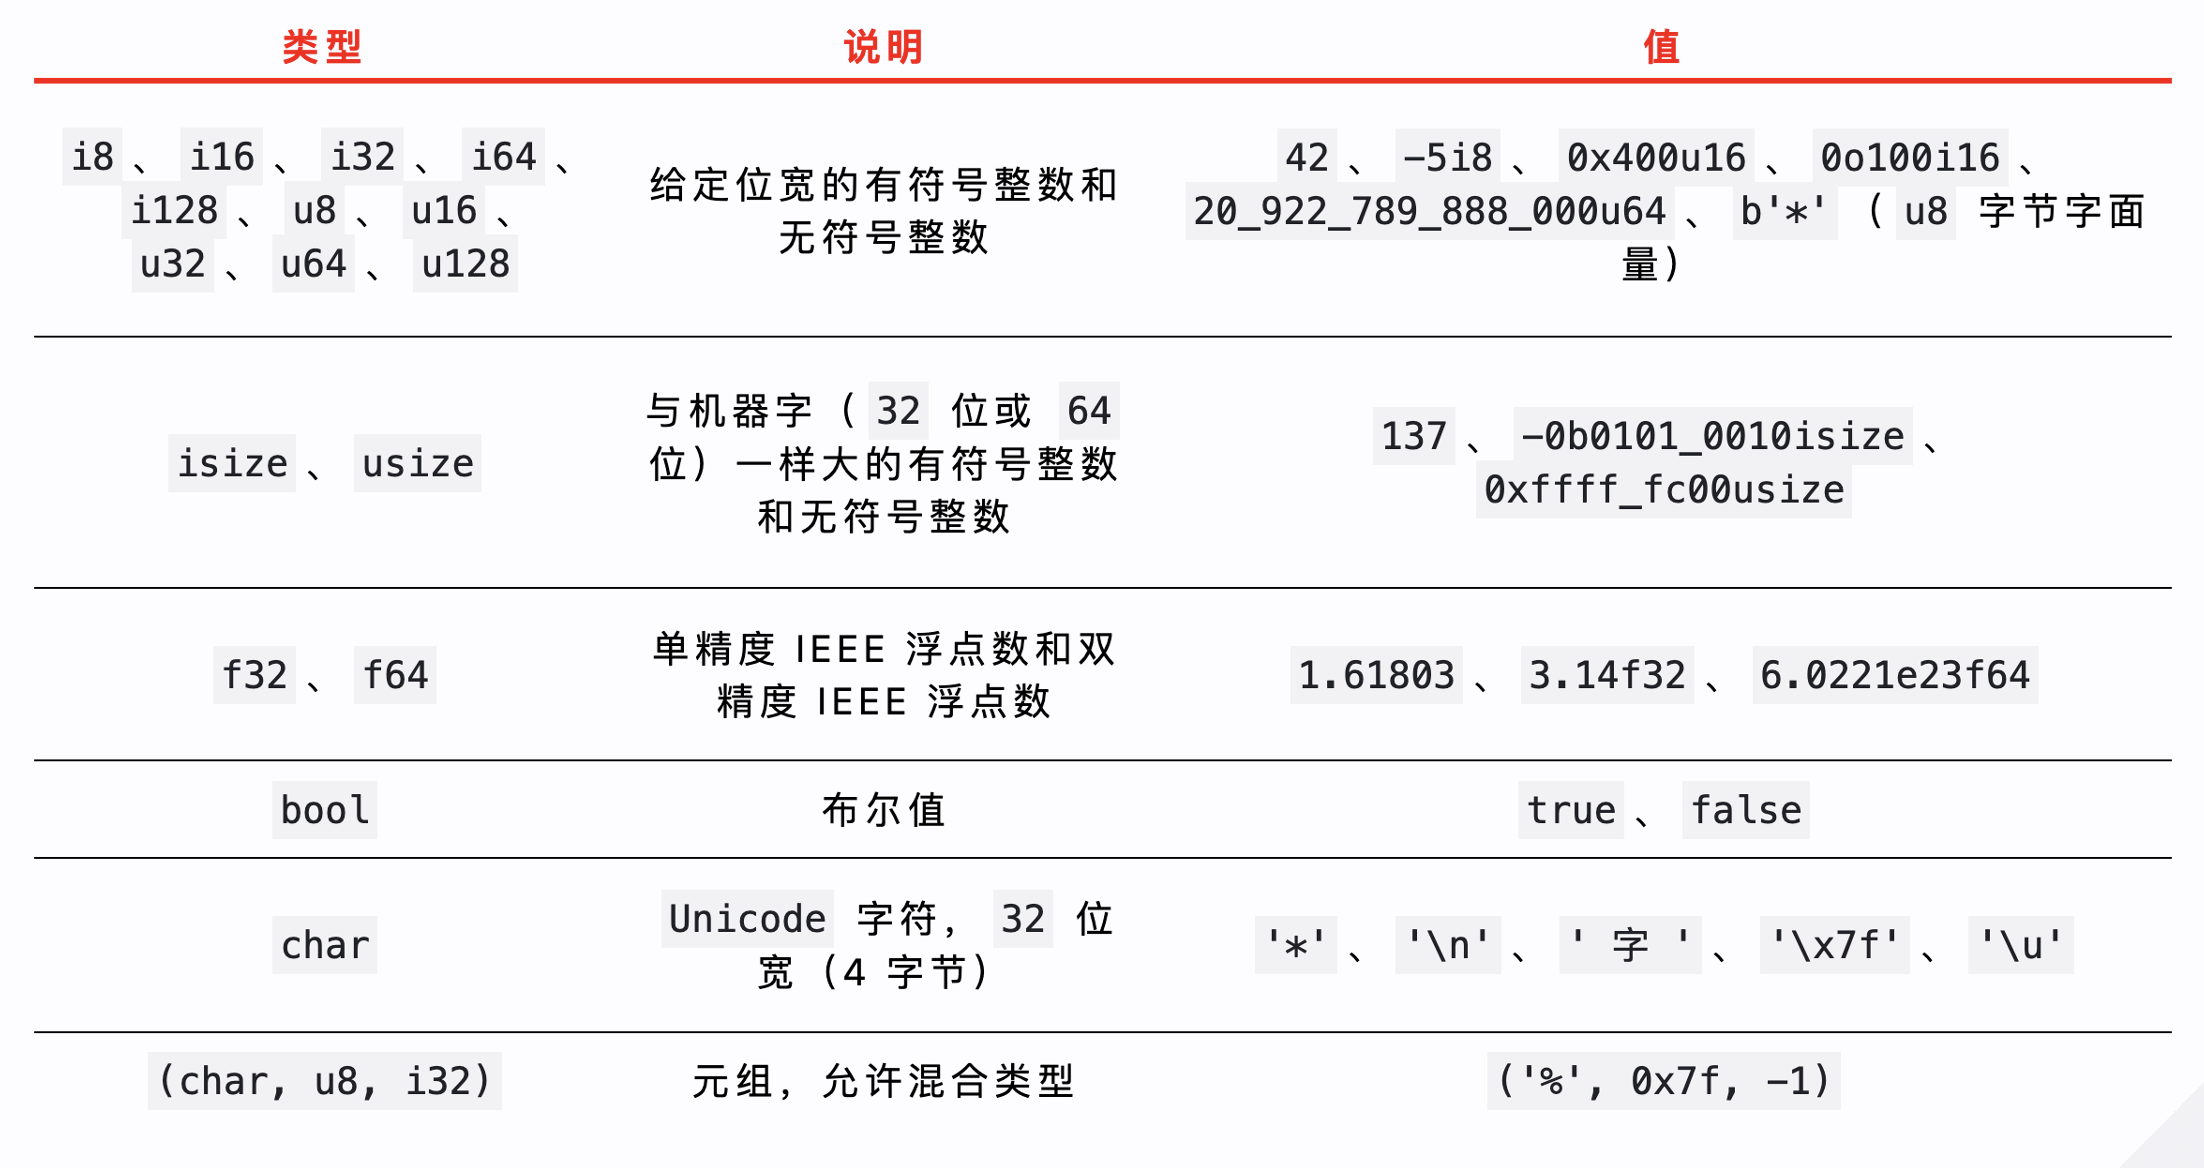 类型 说明 值
i8 、 i16 、 i32 、 i64 、
i128 、 u8 、 u16 、
u32 、 u64 、 u128
给定位宽的有符号整数和
无符号整数
42 、 -5i8 、 0x400u16 、 0o100i16 、
20_922_789_888_000u64 、 b'*' （ u8 字节字面
量）
isize 、 usize
与机器字（ 32 位或 64
位）一样大的有符号整数
和无符号整数
137 、 -0b0101_0010isize 、
0xffff_fc00usize
f32 、 f64
单精度 IEEE 浮点数和双
精度 IEEE 浮点数
1.61803 、 3.14f32 、 6.0221e23f64
bool
布尔值
true 、 false
char
Unicode 字符，32 位
宽（4 字节）
'*' 、 '\n' 、 ' 字 ' 、 '\x7f' 、 '\u'
(char, u8, i32)
元组，允许混合类型
('%', 0x7f, -1)